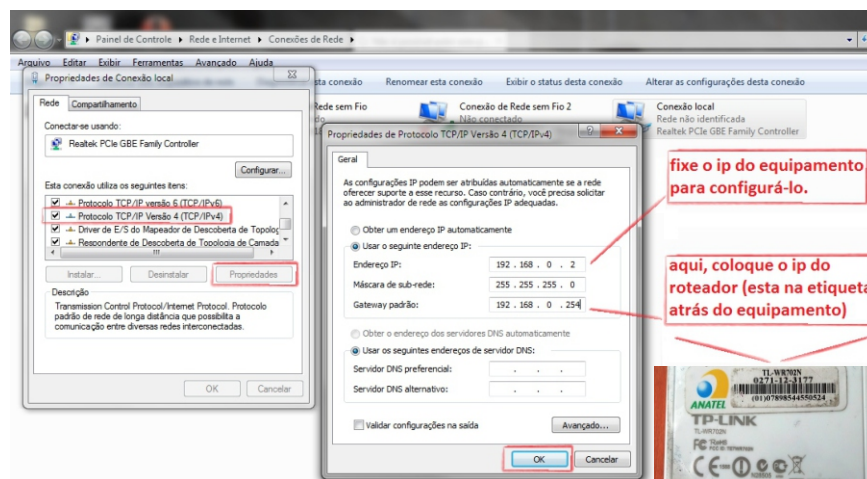 Painel de Controle ▸ Rede e Internet ▸ Conexões de Rede ▸
Arquivo Editar Exibir Ferramentas Avançado Ajuda
sta conexão Renomear esta conexão Exibir o status desta conexão Alterar as configurações desta conexão
Rede sem Fio
Conexão de Rede sem Fio 2
Não conectado
Conexão local
Rede não identificada
Realtek PCIe GBE Family Controller
Propriedades de Conexão local
Rede Compartilhamento
Conectar-se usando:
Realtek PCIe GBE Family Controller
Configurar...
Esta conexão utiliza os seguintes itens:
Protocolo TCP/IP versão 6 (TCP/IPv6)
Protocolo TCP/IP Versão 4 (TCP/IPv4)
Driver de E/S do Mapeador de Descoberta de Topolog
Respondente de Descoberta de Topologia de Camada
Instalar... Desinstalar Propriedades
Descrição
Transmission Control Protocol/Internet Protocol. Protocolo
padrão de rede de longa distância que possibilita a
comunicação entre diversas redes interconectadas.
OK Cancelar
Propriedades de Protocolo TCP/IP Versão 4 (TCP/IPv4)
Geral
As configurações IP podem ser atribuídas automaticamente se a rede
oferecer suporte a esse recurso. Caso contrário, você precisa solicitar
ao administrador de rede as configurações IP adequadas.
Obter um endereço IP automaticamente
Usar o seguinte endereço IP:
Endereço IP: 192 . 168 . 0 . 2
Máscara de sub-rede: 255 . 255 . 255 . 0
Gateway padrão: 192 . 168 . 0 . 254
Obter o endereço dos servidores DNS automaticamente
Usar os seguintes endereços de servidor DNS:
Servidor DNS preferencial: . . .
Servidor DNS alternativo: . . .
Validar configurações na saída Avançado...
OK Cancelar
fixe o ip do equipamento
para configurá-lo.
aqui, coloque o ip do
roteador (esta na etiqueta
atrás do equipamento)
TL-WR702N
0271-12-3177
(01)07898544550524
ANATEL
TP-LINK
TL-WR702N